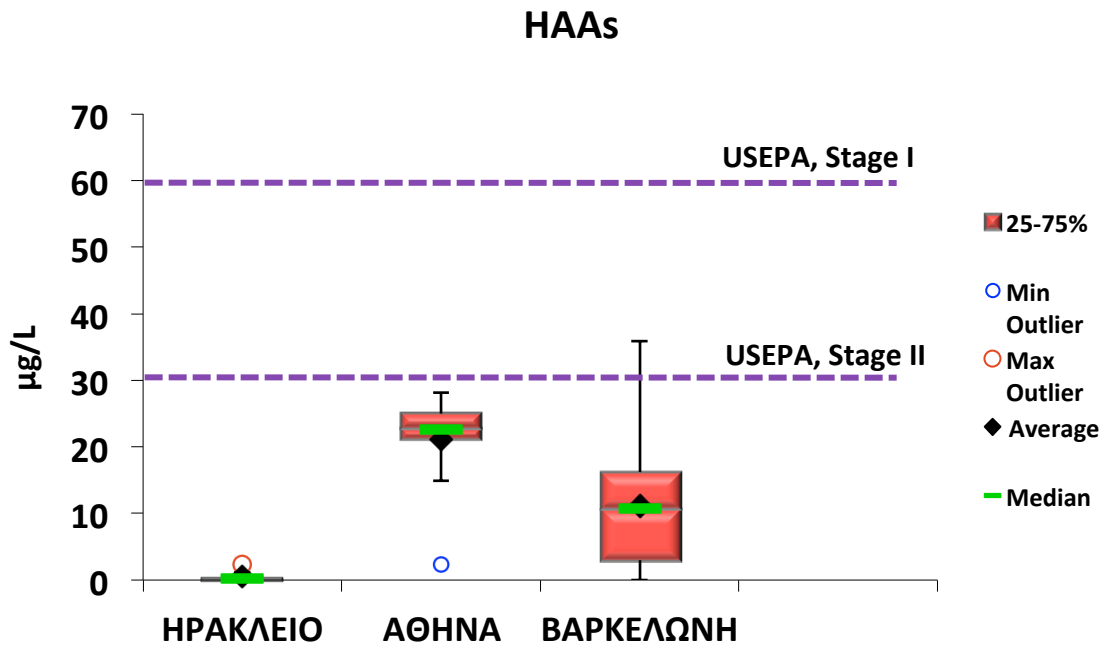 HAAs
70
60
50
40
30
20
10
0
µg/L
USEPA, Stage I
USEPA, Stage II
ΗΡΑΚΛΕΙΟ
ΑΘΗΝΑ
ΒΑΡΚΕΛΩΝΗ
25-75%
Min
Outlier
Max
Outlier
Average
Median